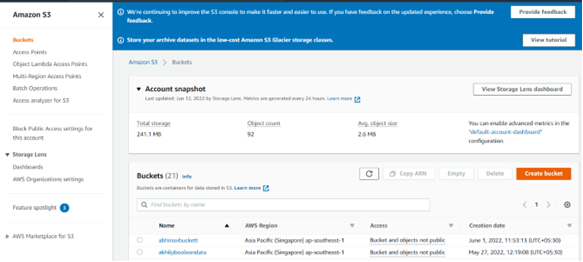 Amazon S3
Buckets
Access Points
Object Lambda Access Points
Multi-Region Access Points
Batch Operations
Access analyzer for S3
Block Public Access settings for
this account
Storage Lens
Dashboards
AWS Organizations settings
Feature spotlight 3
AWS Marketplace for S3
We're continuing to improve the S3 console to make it faster and easier to use. If you have feedback on the updated experience, choose Provide
feedback.
Provide feedback
Store your archive datasets in the low-cost Amazon S3 Glacier storage classes.
View tutorial
Amazon S3 > Buckets
Account snapshot
Last updated: Jun 13, 2022 by Storage Lens. Metrics are generated every 24 hours. Learn more
View Storage Lens dashboard
Total storage
241.1 MB
Object count
92
Avg. object size
2.6 MB
You can enable advanced metrics in the
"default-account-dashboard"
configuration.
Buckets (21) Info
Buckets are containers for data stored in S3. Learn more
Copy ARN
Empty
Delete
Create bucket
Find buckets by name
1
Name AWS Region Access Creation date
abhinavbuckett Asia Pacific (Singapore) ap-southeast-1 Bucket and objects not public June 1, 2022, 11:53:13 (UTC+05:30)
akhilpbooleandata Asia Pacific (Singapore) ap-southeast-1 Bucket and objects not public May 27, 2022, 12:19:08 (UTC+05:30)